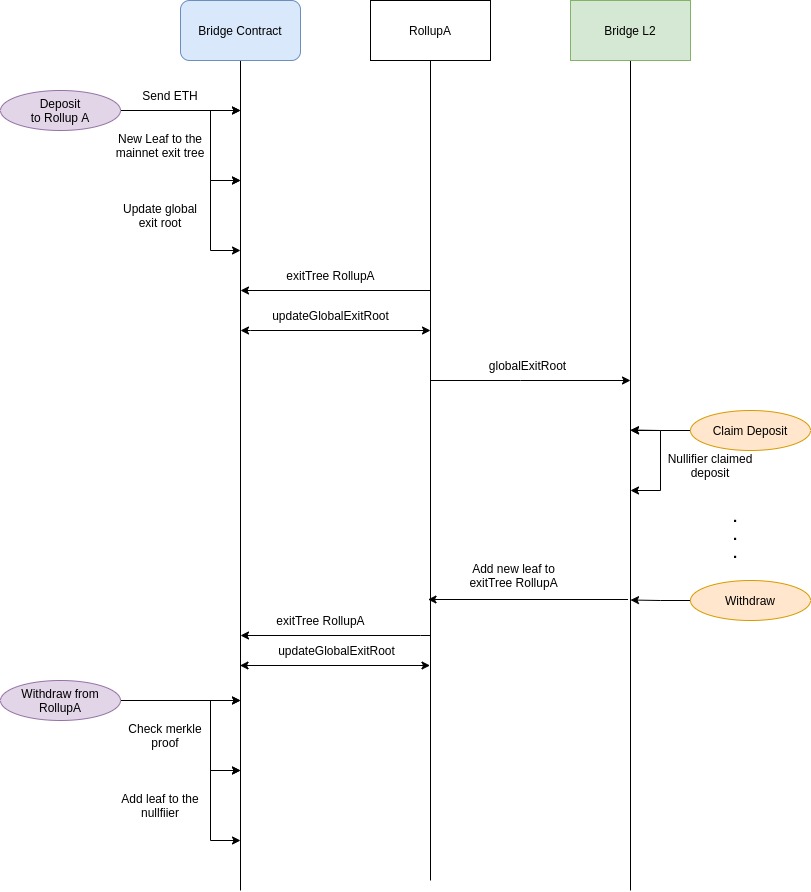 Bridge Contract
RollupA
Bridge L2
Deposit
to Rollup A
Send ETH
New Leaf to the
mainnet exit tree
Update global
exit root
exitTree RollupA
updateGlobalExitRoot
globalExitRoot
Claim Deposit
Nullifier claimed
deposit
.
.
.
Add new leaf to
exitTree RollupA
Withdraw
exitTree RollupA
updateGlobalExitRoot
Withdraw from
RollupA
Check merkle
proof
Add leaf to the
nullfiier